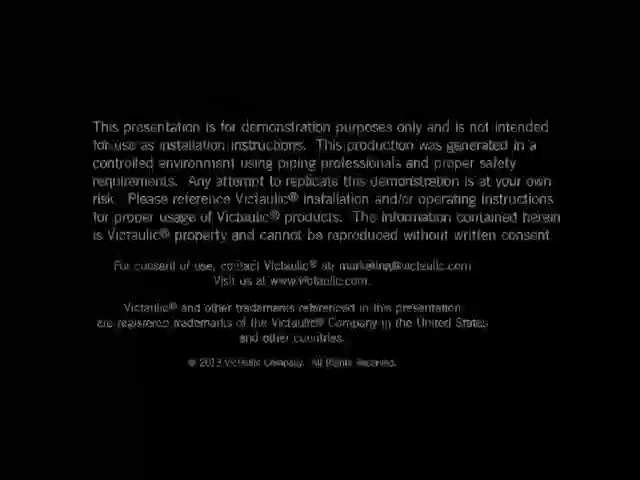 This presentation is for demonstration purposes only and is not intended
for use as installation instructions. This production was generated in a
controlled environment using piping professionals and proper safety
requirements. Any attempt to replicate this demonstration is at your own
risk. Please reference Victaulic® installation and/or operating instructions
for proper usage of Victaulic® products. The information contained herein
is Victaulic® property and cannot be reproduced without written consent.
For consent of use, contact Victaulic® at: marketing@victaulic.com
Visit us at www.victaulic.com.
Victaulic® and other trademarks referenced in this presentation
are registered trademarks of the Victaulic® Company in the United States
and other countries.
© 2013 Victaulic Company. All Rights Reserved.